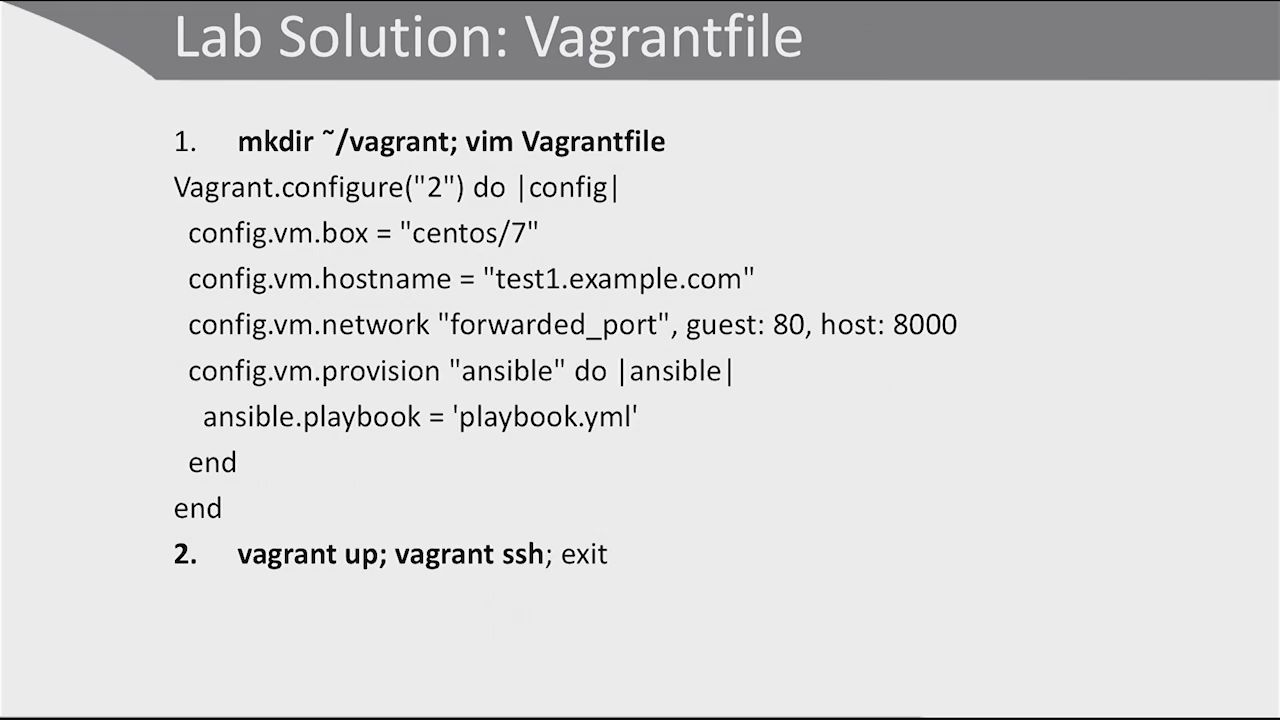 Lab Solution: Vagrantfile
1. mkdir ˜/vagrant; vim Vagrantfile
Vagrant.configure("2") do |config|
config.vm.box = "centos/7"
config.vm.hostname = "test1.example.com"
config.vm.network "forwarded_port", guest: 80, host: 8000
config.vm.provision "ansible" do |ansible|
ansible.playbook = 'playbook.yml'
end
end
2. vagrant up; vagrant ssh; exit